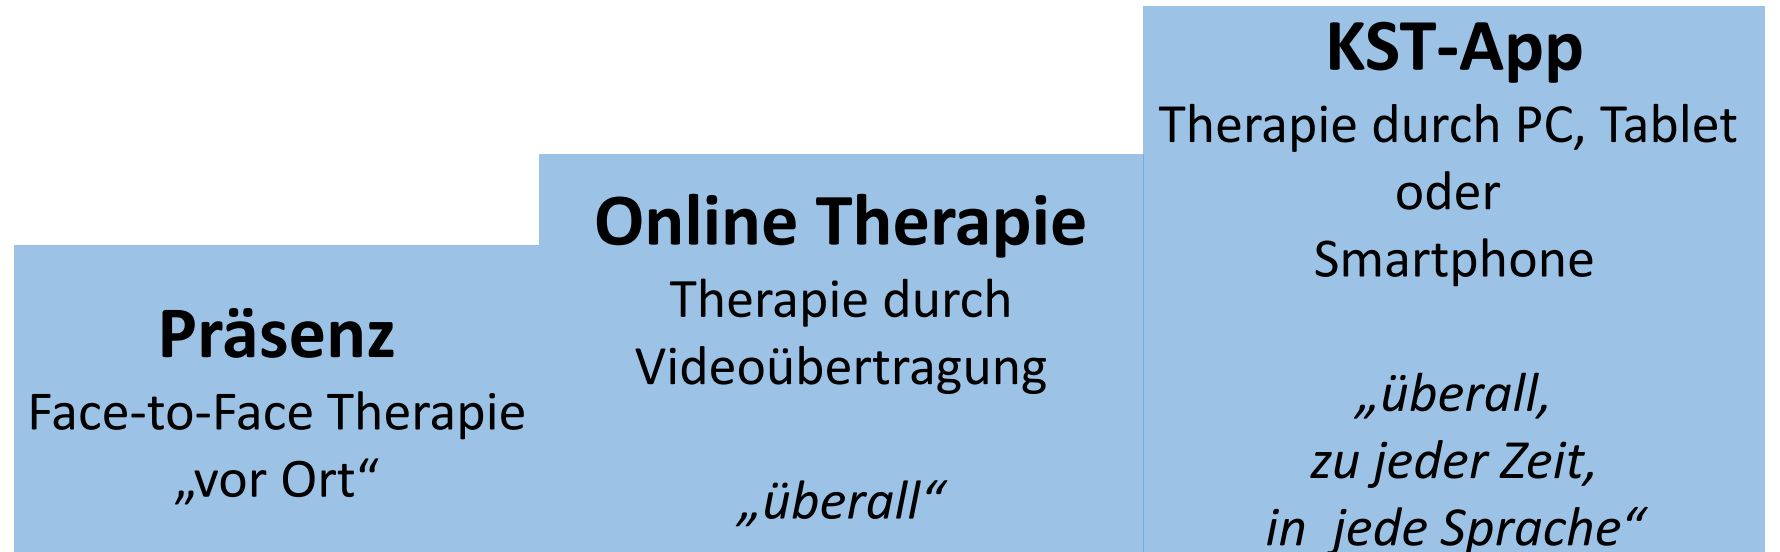 Präsenz
Face-to-Face Therapie
„vor Ort“
Online Therapie
Therapie durch
Videoübertragung
„überall“
KST-App
Therapie durch PC, Tablet
oder
Smartphone
„überall,
zu jeder Zeit,
in  jede Sprache“